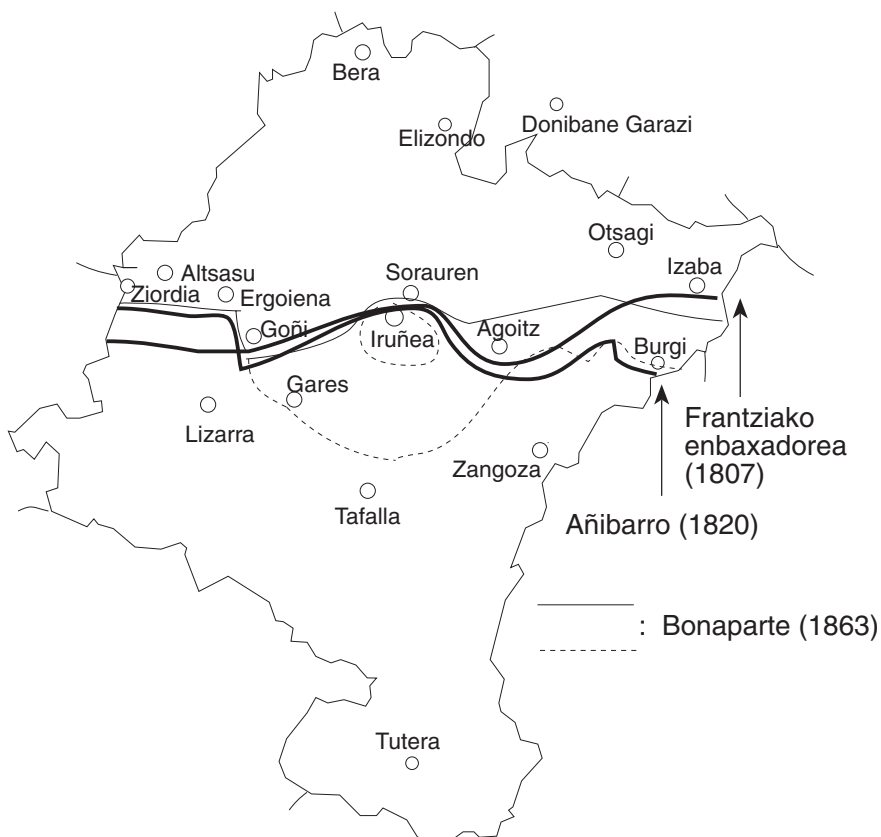 Bera
Elizondo
Donibane Garazi
Otsagi
Izaba
Altsasu
Ziordia
Ergoiena
Sorauren
Goñi
Iruñea
Agoitz
Burgi
Gares
Lizarra
Zangoza
Tafalla
Frantziako
enbaxadorea
(1807)
Añibarro (1820)
: Bonaparte (1863)
Tutera